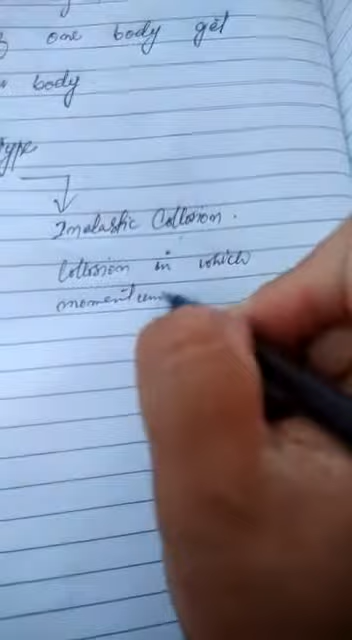 one body get
body
Type
Inelastic Collision.
Collision in which
momentum